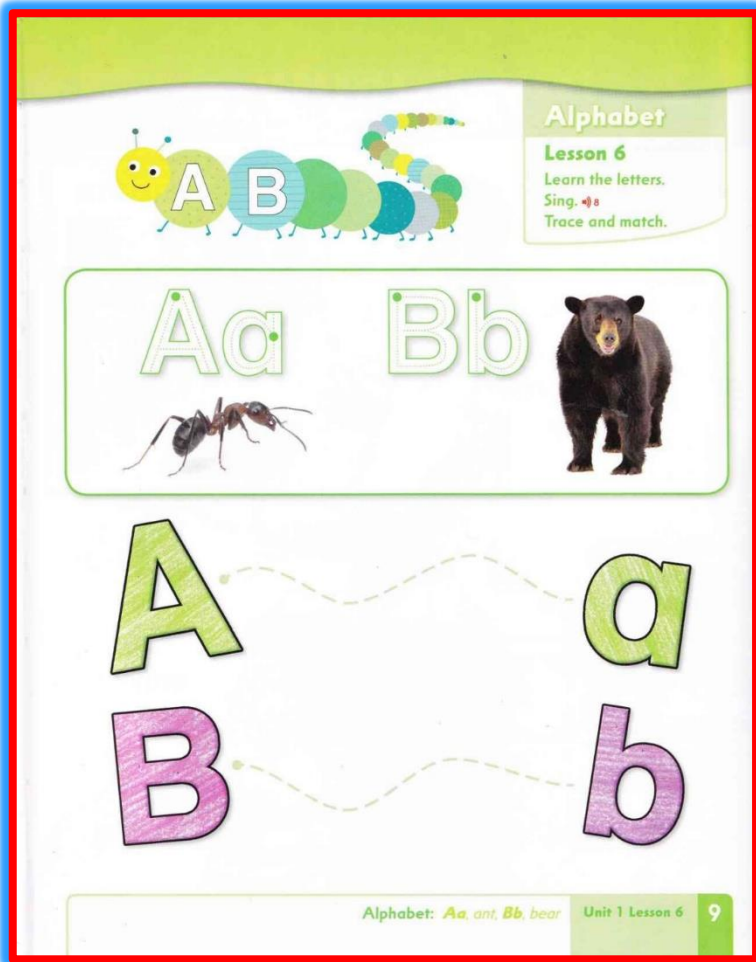 Alphabet
Lesson 6
Learn the letters.
Sing. 8
Trace and match.
A B
Aa Bb
A a
B b
Alphabet: Aa, ant, Bb, bear Unit 1 Lesson 6 9